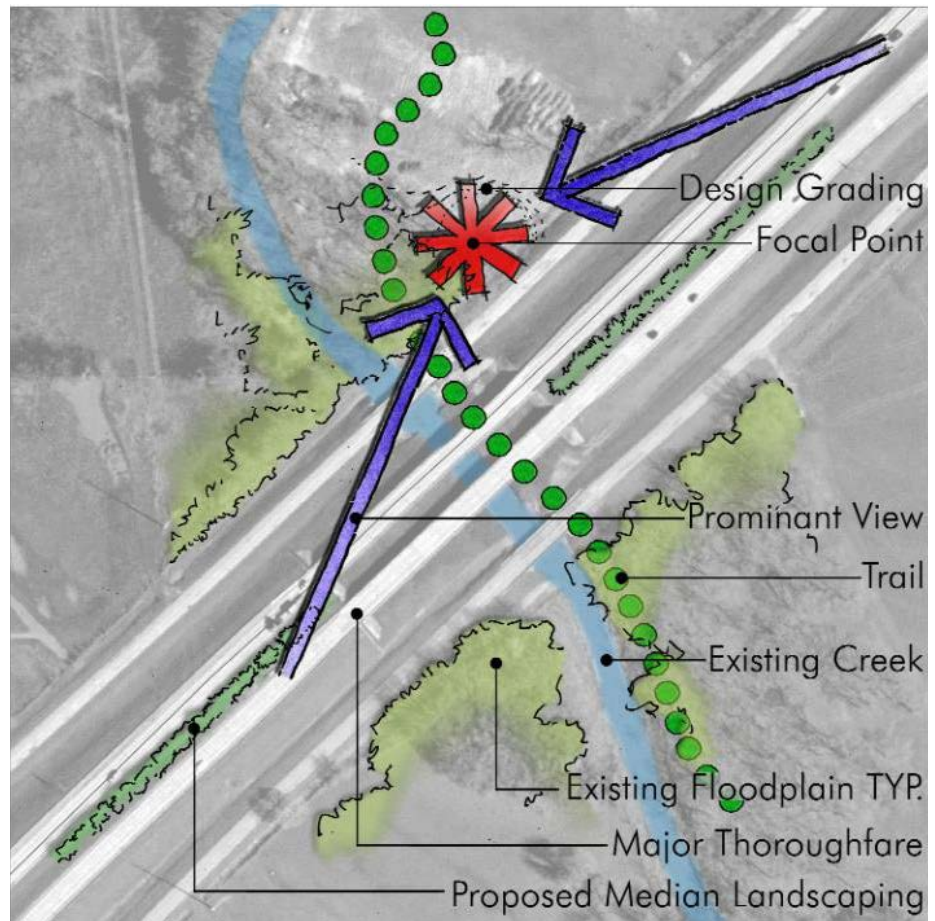 Design Grading
Focal Point
Prominant View
Trail
Existing Creek
Existing Floodplain TYP.
Major Thoroughfare
Proposed Median Landscaping